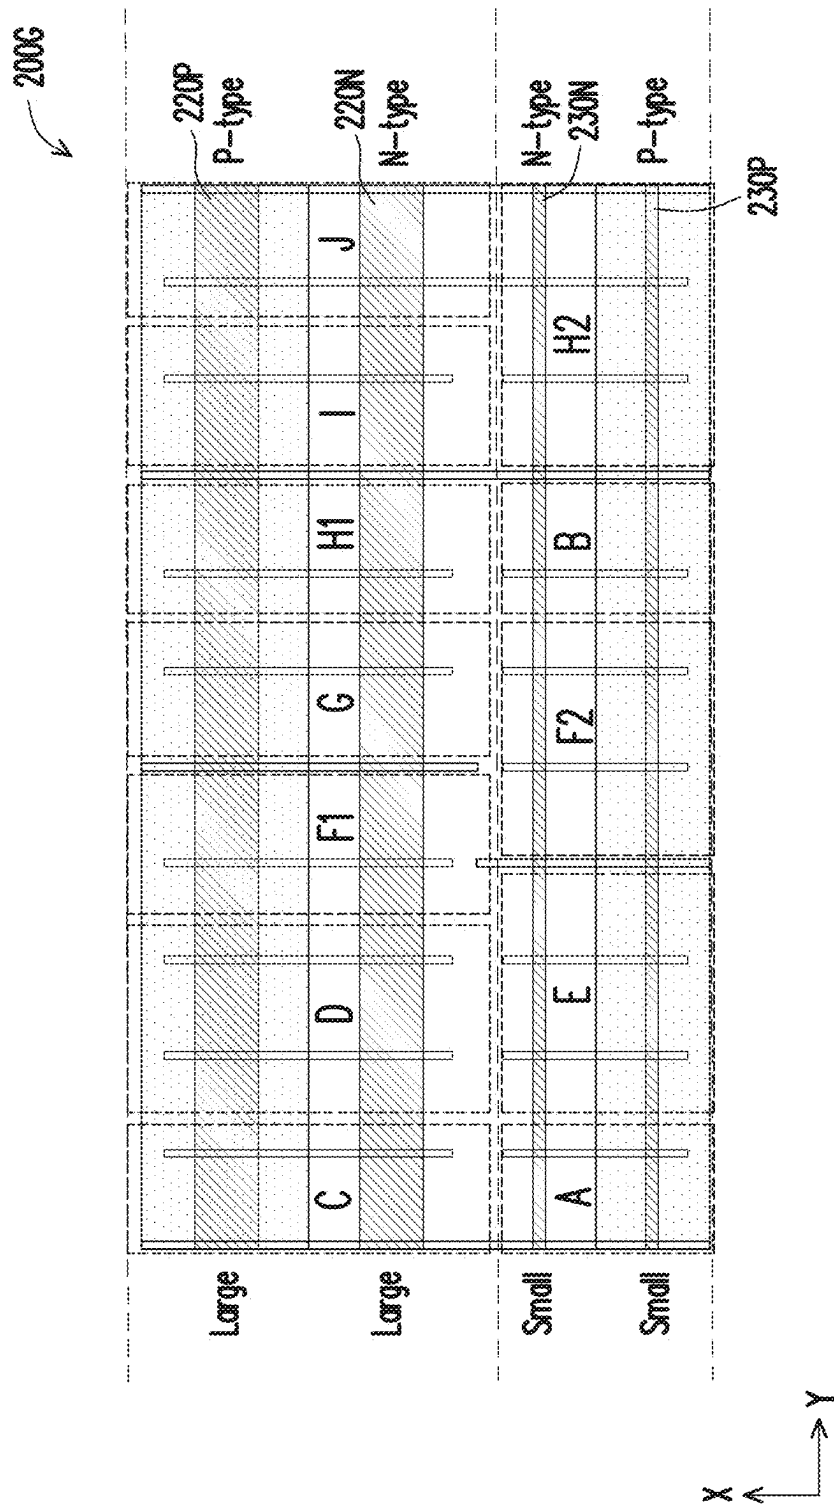 200G
220P
P-type
220N
N-type
N-type
230N
P-type
230P
C
D
F1
G
H1
I
J
A
E
F2
B
H2
Large
Large
Small
Small
X
Y